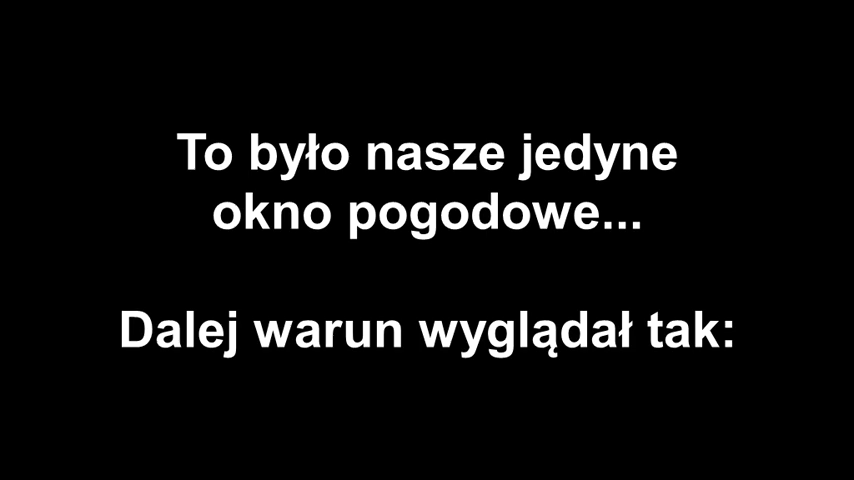 To było nasze jedyne
okno pogodowe...
Dalej warun wyglądał tak: